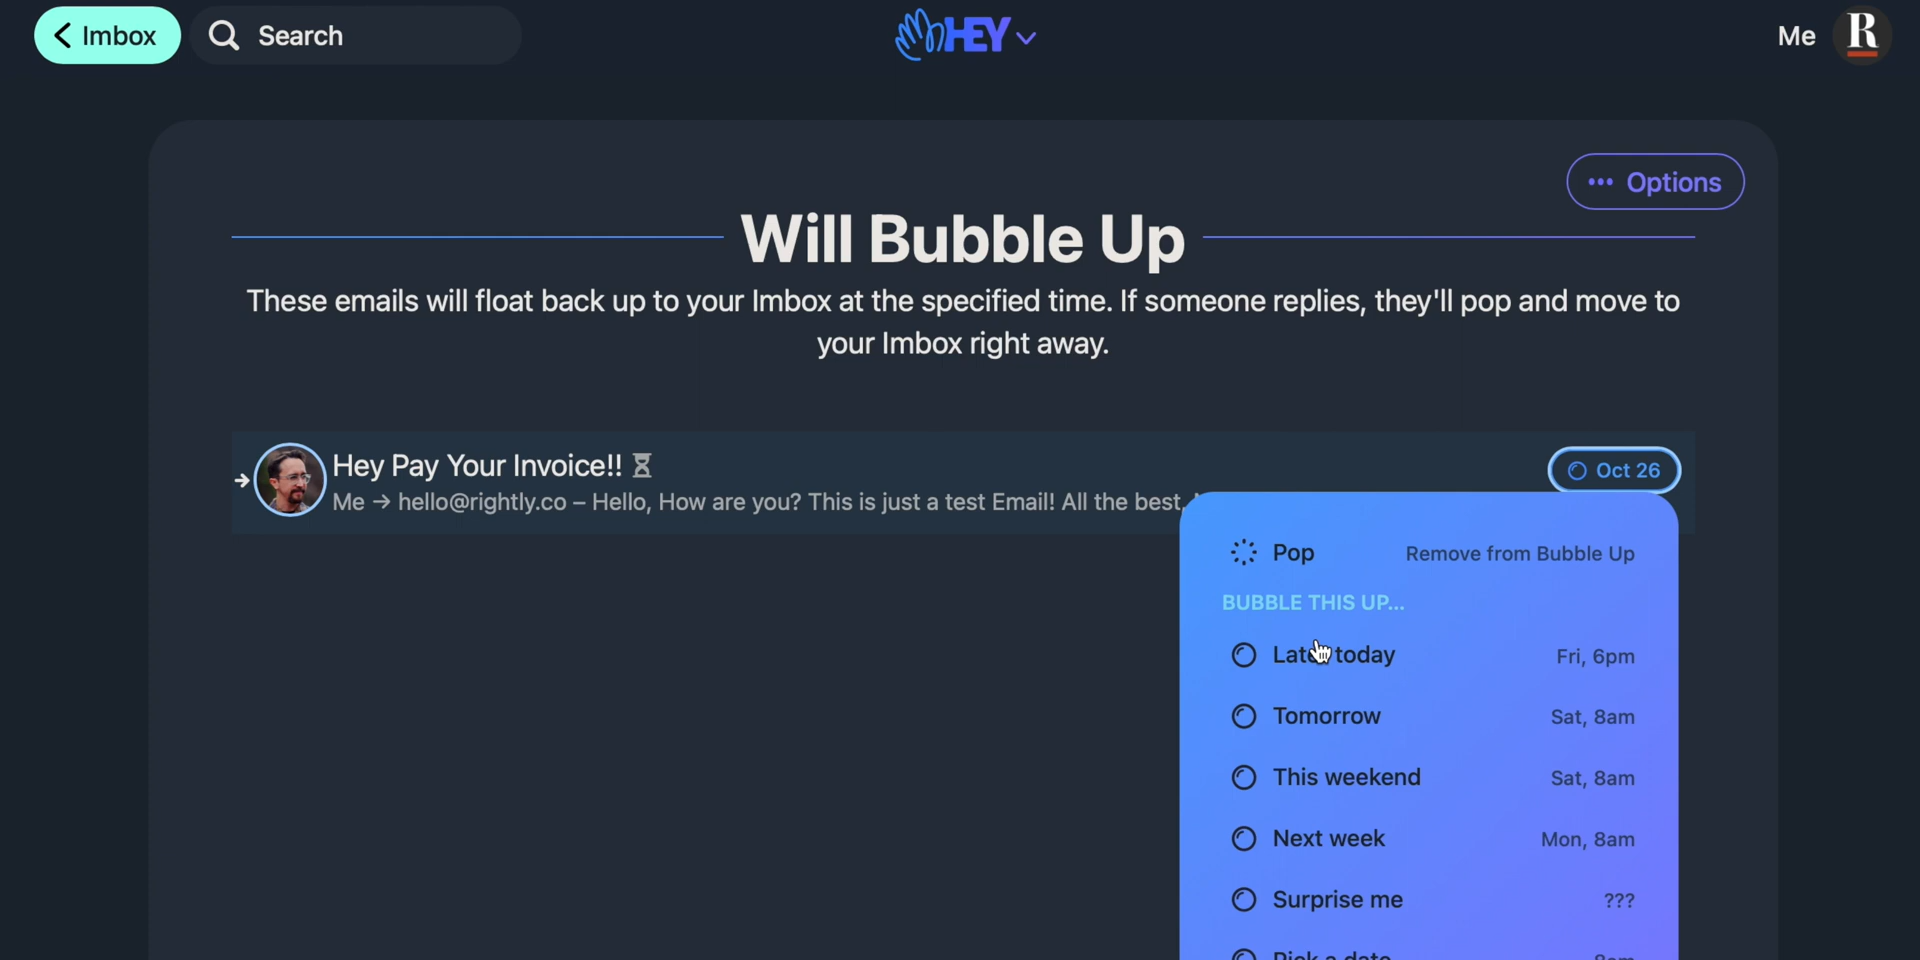 Imbox
Search
HEY
Me
R
Options
Will Bubble Up
These emails will float back up to your Imbox at the specified time. If someone replies, they'll pop and move to
your Imbox right away.
Hey Pay Your Invoice!!
Oct 26
Me → hello@rightly.co – Hello, How are you? This is just a test Email! All the best,
Pop Remove from Bubble Up
BUBBLE THIS UP...
Later today Fri, 6pm
Tomorrow Sat, 8am
This weekend Sat, 8am
Next week Mon, 8am
Surprise me ???
Pick a date 8am